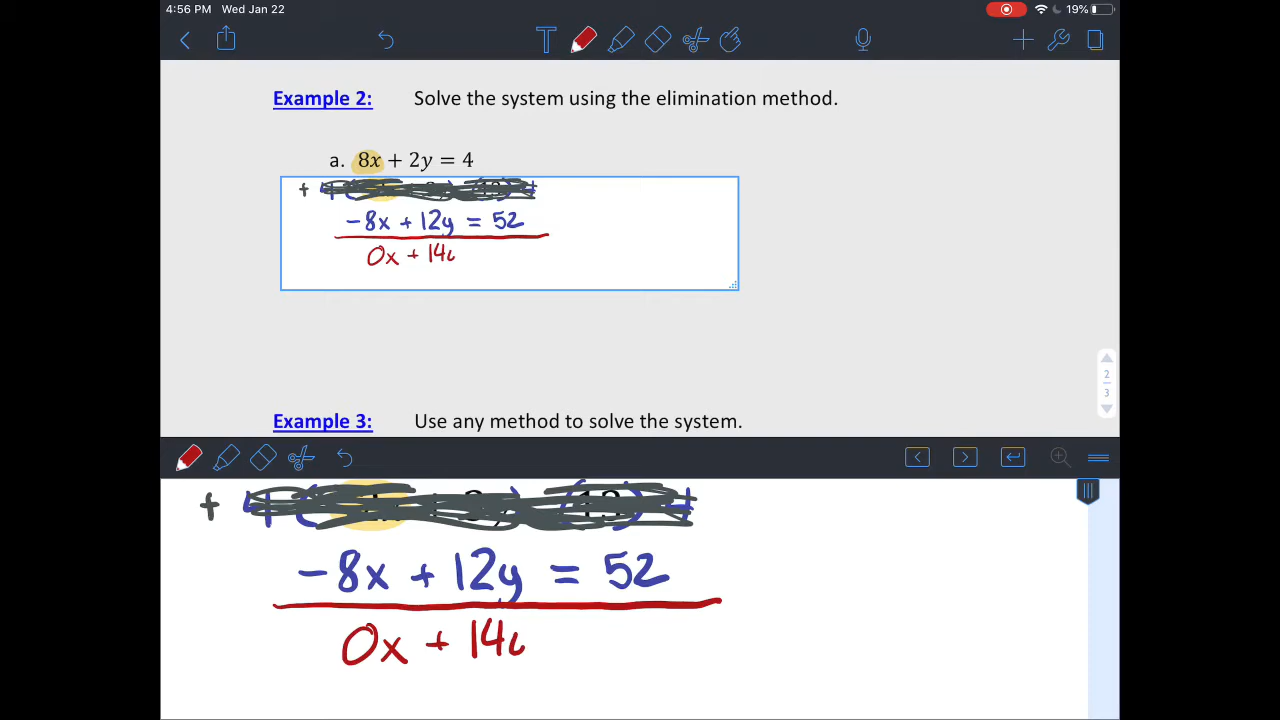 4:56 PM Wed Jan 22
19%
T
Example 2: Solve the system using the elimination method.
a. 8x + 2y = 4
+
-8x + 12y = 52
0x + 14
2
3
Example 3: Use any method to solve the system.
+
-8x + 12y = 52
0x + 14